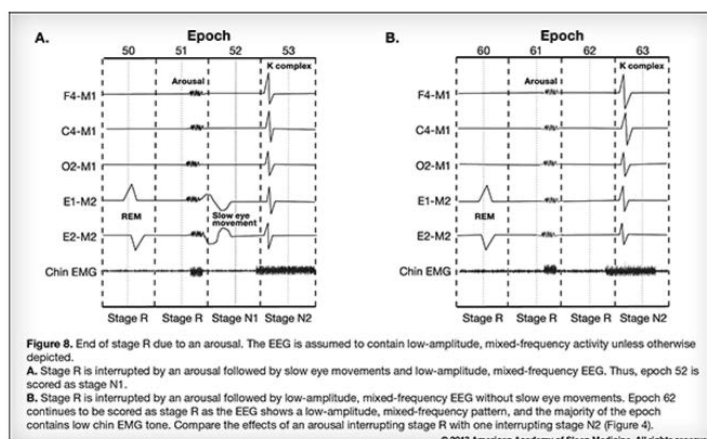 A. Epoch
50 51 52 53
Arousal K complex
F4-M1
C4-M1
O2-M1
E1-M2
REM Slow eye
movement
E2-M2
Chin EMG
Stage R Stage R Stage N1 Stage N2
B. Epoch
60 61 62 63
Arousal K complex
F4-M1
C4-M1
O2-M1
E1-M2
REM
E2-M2
Chin EMG
Stage R Stage R Stage R Stage N2
Figure 8. End of stage R due to an arousal. The EEG is assumed to contain low-amplitude, mixed-frequency activity unless otherwise
depicted.
A. Stage R is interrupted by an arousal followed by slow eye movements and low-amplitude, mixed-frequency EEG. Thus, epoch 52 is
scored as stage N1.
B. Stage R is interrupted by an arousal followed by low-amplitude, mixed-frequency EEG without slow eye movements. Epoch 62
continues to be scored as stage R as the EEG shows a low-amplitude, mixed-frequency pattern, and the majority of the epoch
contains low chin EMG tone. Compare the effects of an arousal interrupting stage R with one interrupting stage N2 (Figure 4).